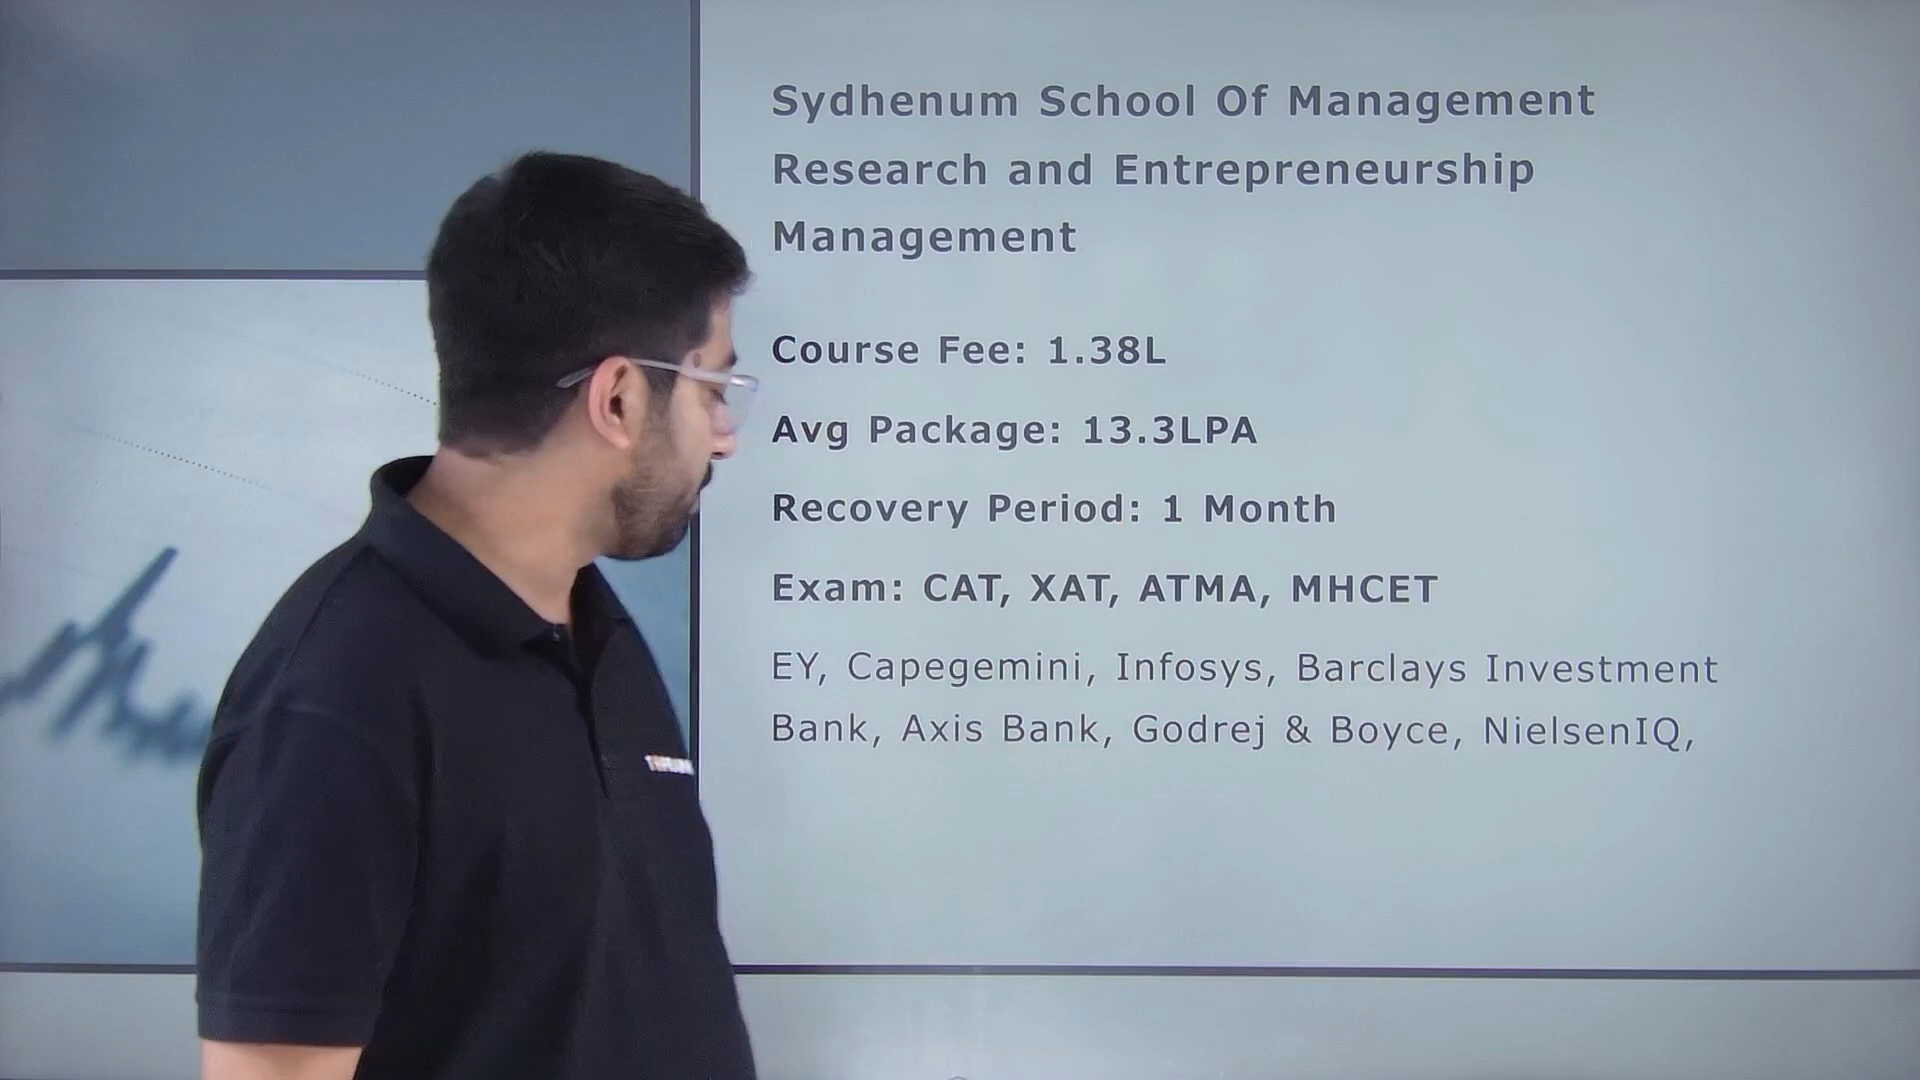 Sydhenum School Of Management
Research and Entrepreneurship
Management
Course Fee: 1.38L
Avg Package: 13.3LPA
Recovery Period: 1 Month
Exam: CAT, XAT, ATMA, MHCET
EY, Capegemini, Infosys, Barclays Investment
Bank, Axis Bank, Godrej & Boyce, NielsenIQ,